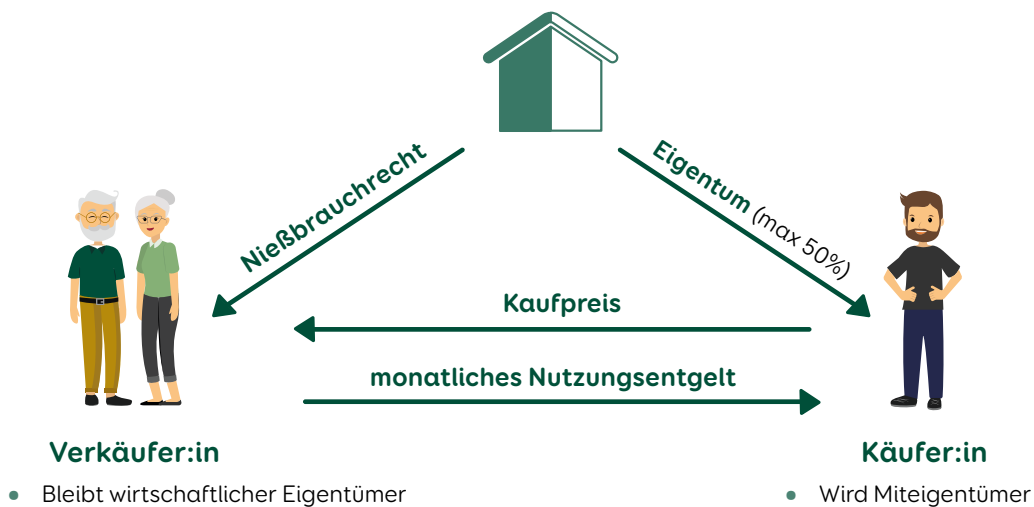 Nießbrauchrecht
Eigentum (max 50%)
Kaufpreis
monatliches Nutzungsentgelt
Verkäufer:in
• Bleibt wirtschaftlicher Eigentümer
Käufer:in
• Wird Miteigentümer